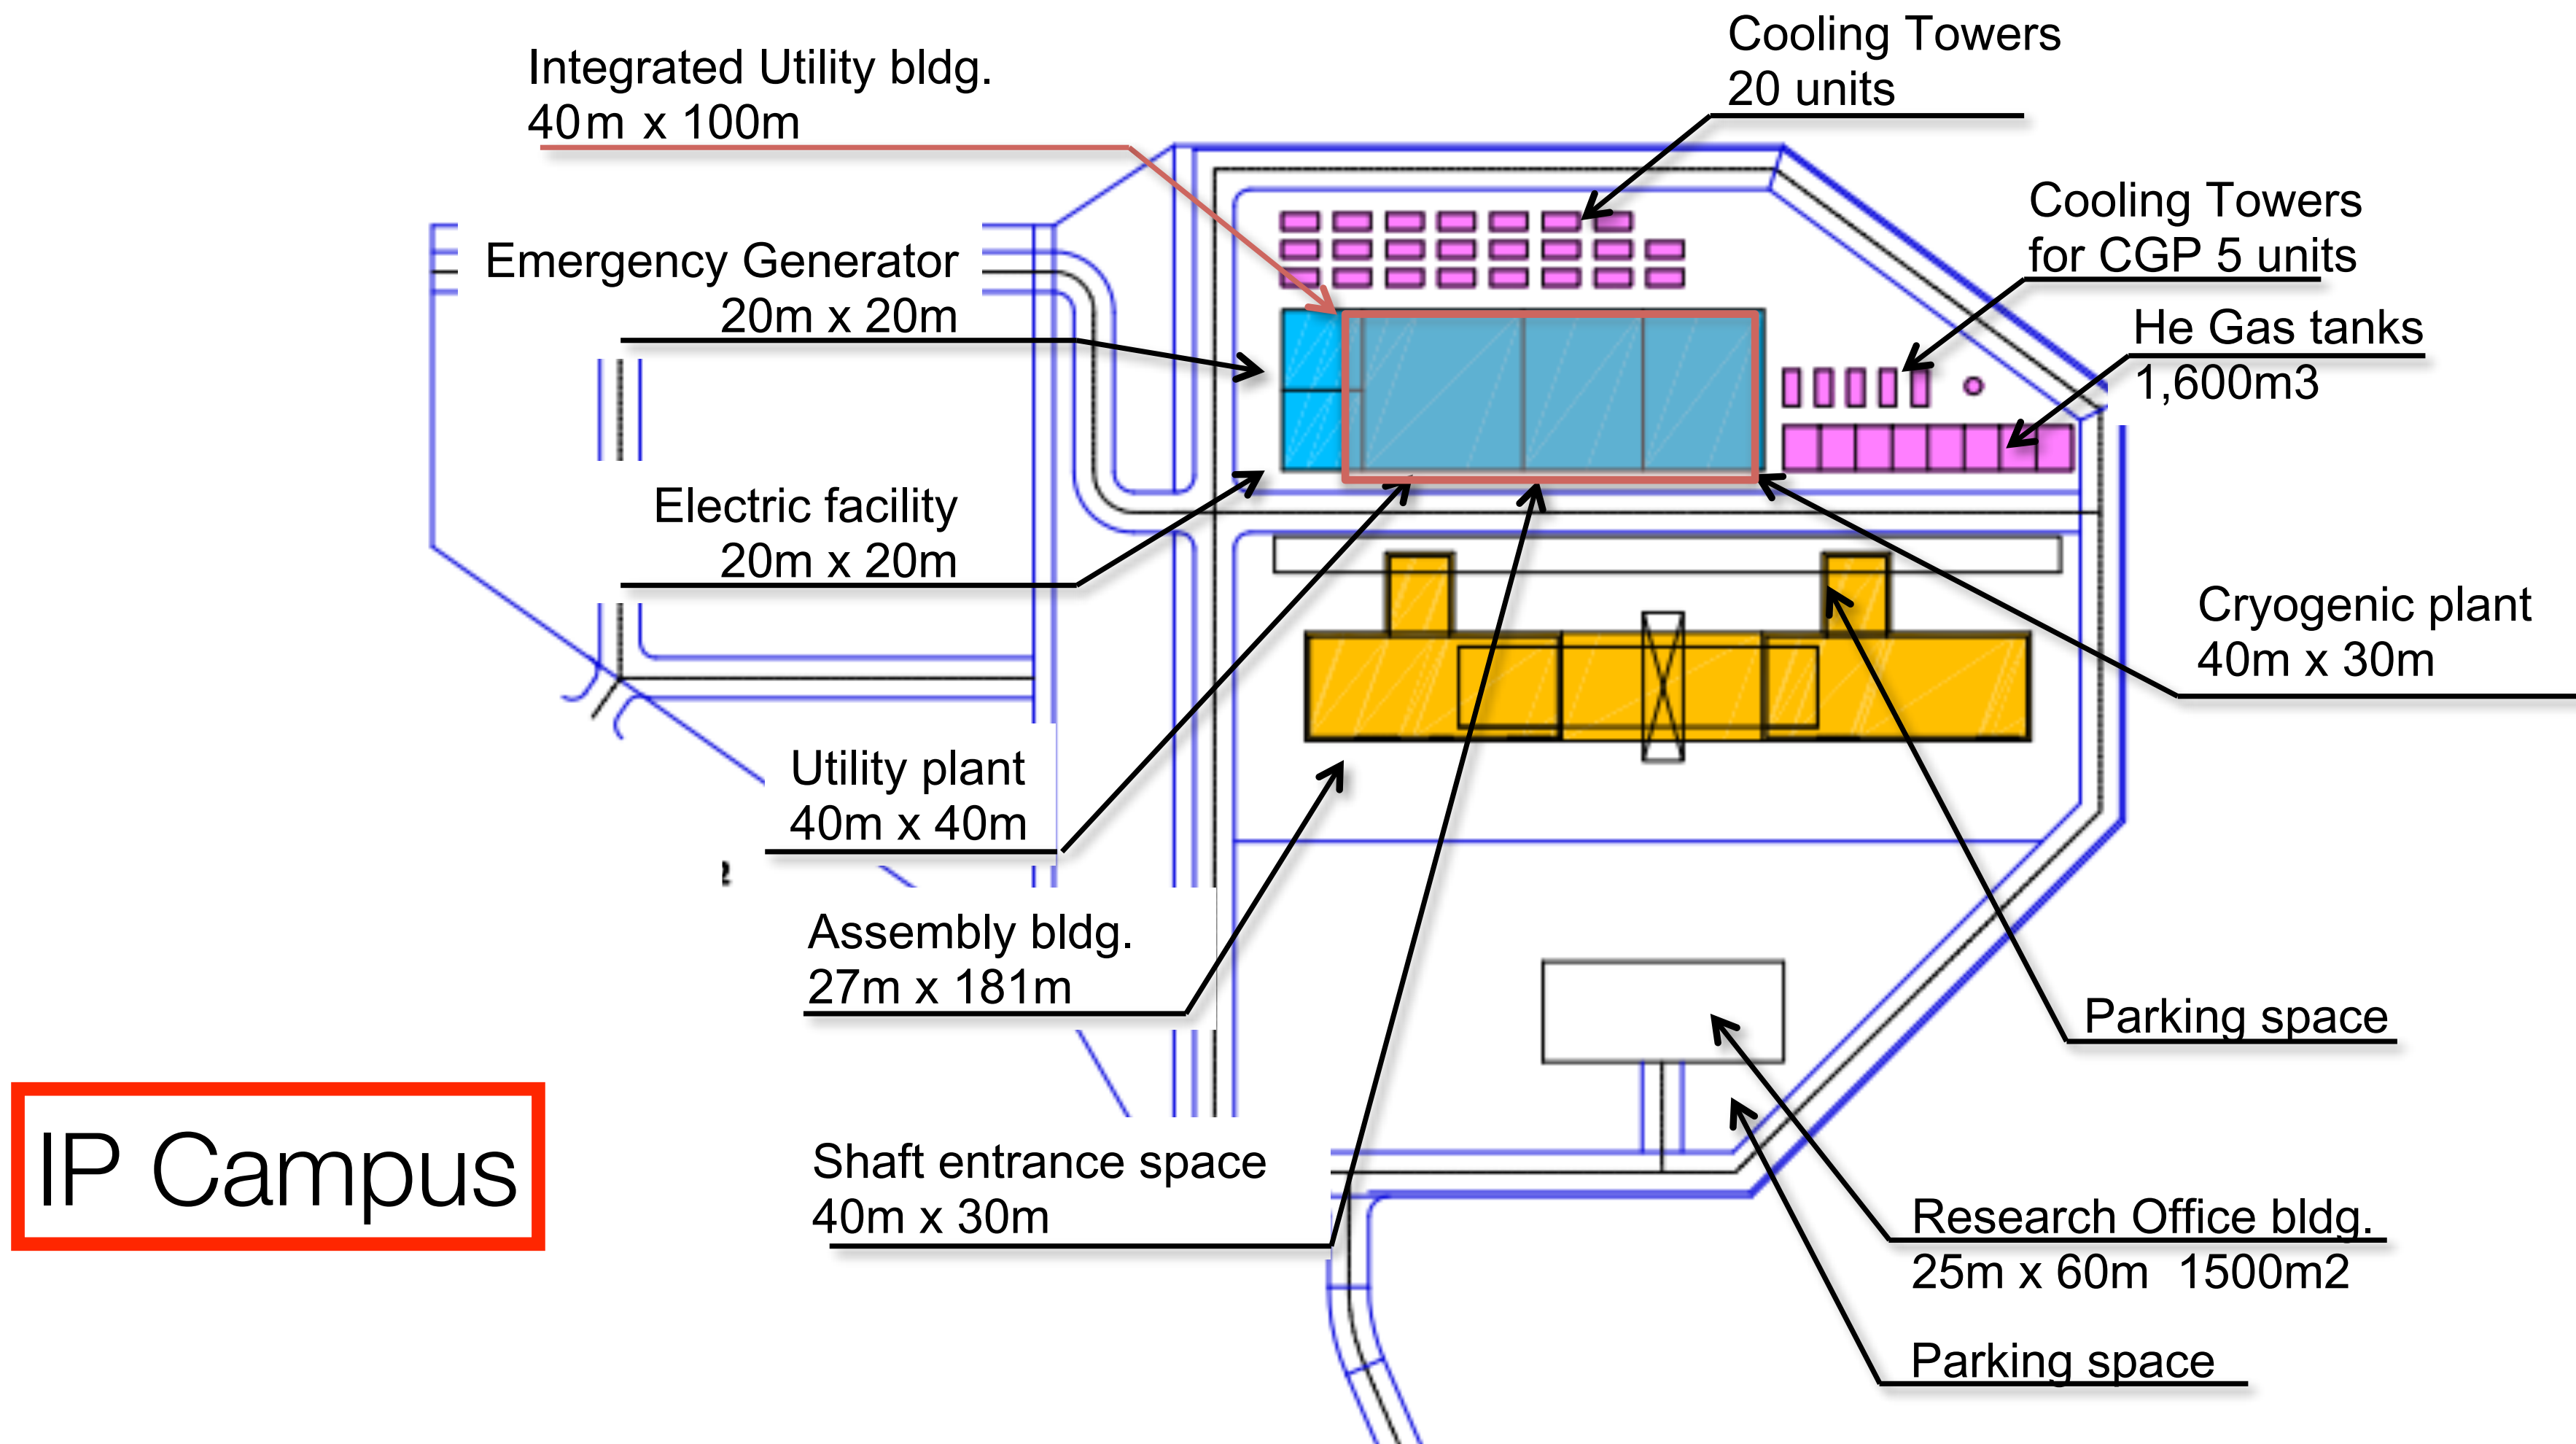 Cooling Towers
20 units
Integrated Utility bldg.
40m x 100m
Cooling Towers
for CGP 5 units
Emergency Generator
20m x 20m
He Gas tanks
1,600m3
Electric facility
20m x 20m
Cryogenic plant
40m x 30m
Utility plant
40m x 40m
Assembly bldg.
27m x 181m
Parking space
IP Campus
Shaft entrance space
40m x 30m
Research Office bldg.
25m x 60m 1500m2
Parking space